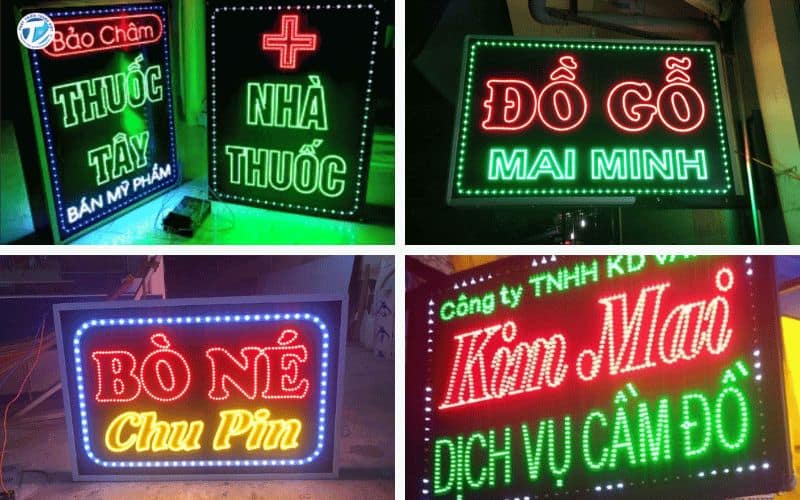 Bảo Châm
THUỐC
TÂY
BÁN MỸ PHẨM
NHÀ
THUỐC
ĐỒ GỖ
MAI MINH
BÒ NÉ
Chu Pin
Công ty TNHH KD
Kim Mai
DỊCH VỤ CẦM ĐỒ